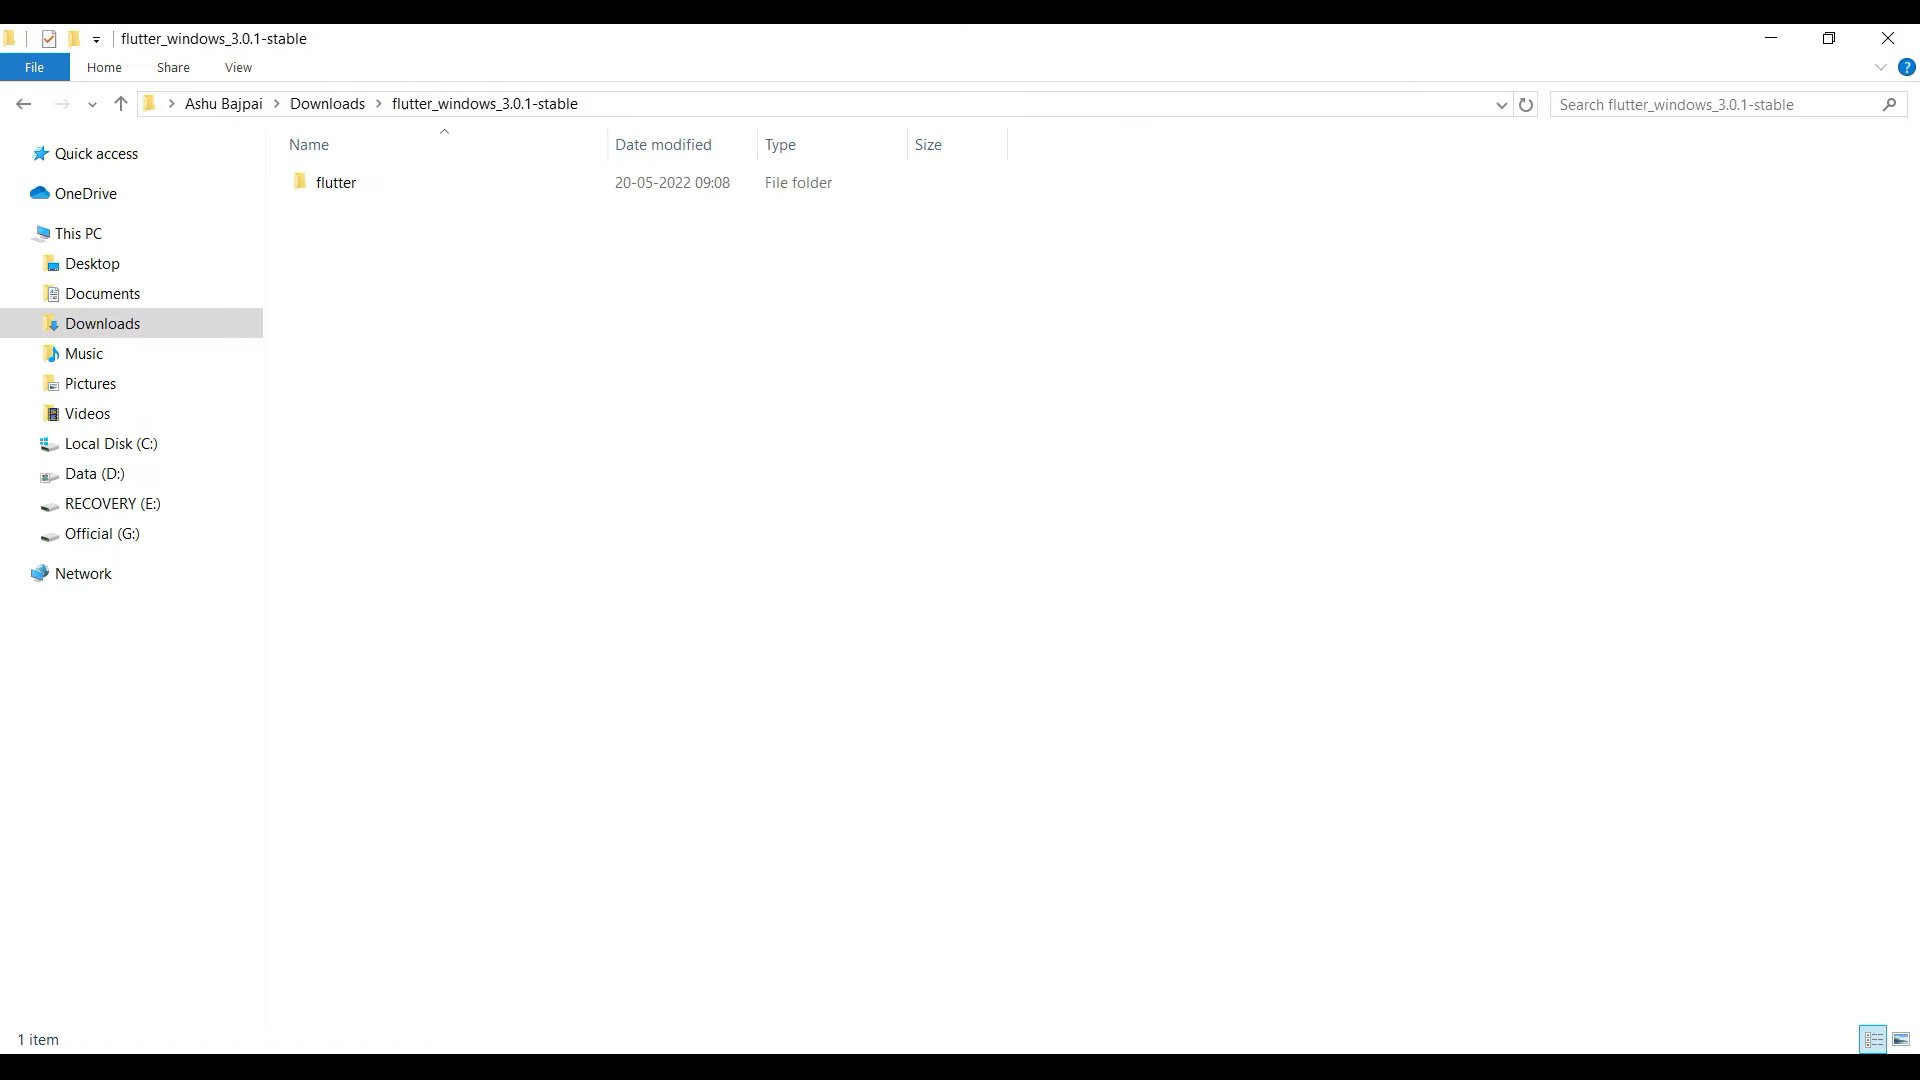 flutter_windows_3.0.1-stable
File Home Share View
Ashu Bajpai Downloads flutter_windows_3.0.1-stable
Search flutter_windows_3.0.1-stable
Name Date modified Type Size
flutter 20-05-2022 09:08 File folder
Quick access
OneDrive
This PC
Desktop
Documents
Downloads
Music
Pictures
Videos
Local Disk (C:)
Data (D:)
RECOVERY (E:)
Official (G:)
Network
1 item